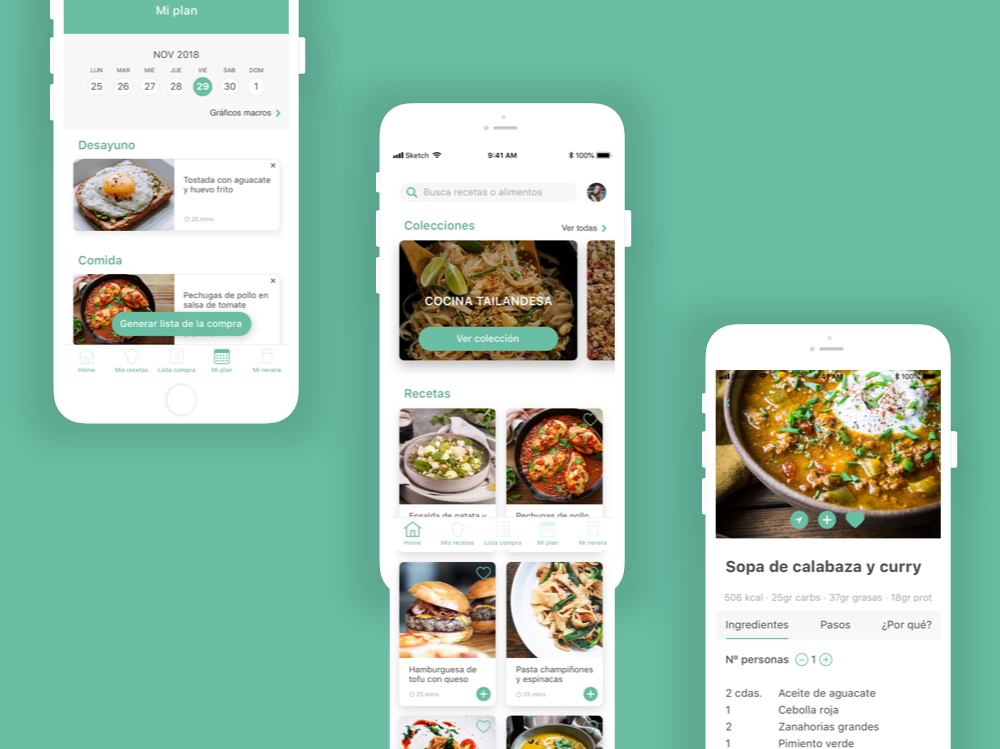 Mi plan
NOV 2018
LUN MAR MIE JUE VIE SAB DOM
25 26 27 28 29 30 1
Gráficos macros
Desayuno
Tostada con aguacate
y huevo frito
25 mins
Comida
Pechugas de pollo en
salsa de tomate
Generar lista de la compra
Home Mis recetas Lista compra Mi plan Mi nevera
Sketch 9:41 AM 100%
Busca recetas o alimentos
Colecciones
Ver todas
COCINA TAILANDESA
Ver colección
Recetas
Ensalda de patata y
Pechugas de pollo
Home Mis recetas Lista compra Mi plan Mi nevera
Hamburguesa de
tofu con queso
25 mins
Pasta champiñones
y espinacas
25 mins
9:41 AM 100%
Sopa de calabaza y curry
506 kcal · 25gr carbs · 37gr grasas · 18gr prot
Ingredientes Pasos ¿Por qué?
Nº personas 1
2 cdas. Aceite de aguacate
1 Cebolla roja
2 Zanahorias grandes
1 Pimiento verde